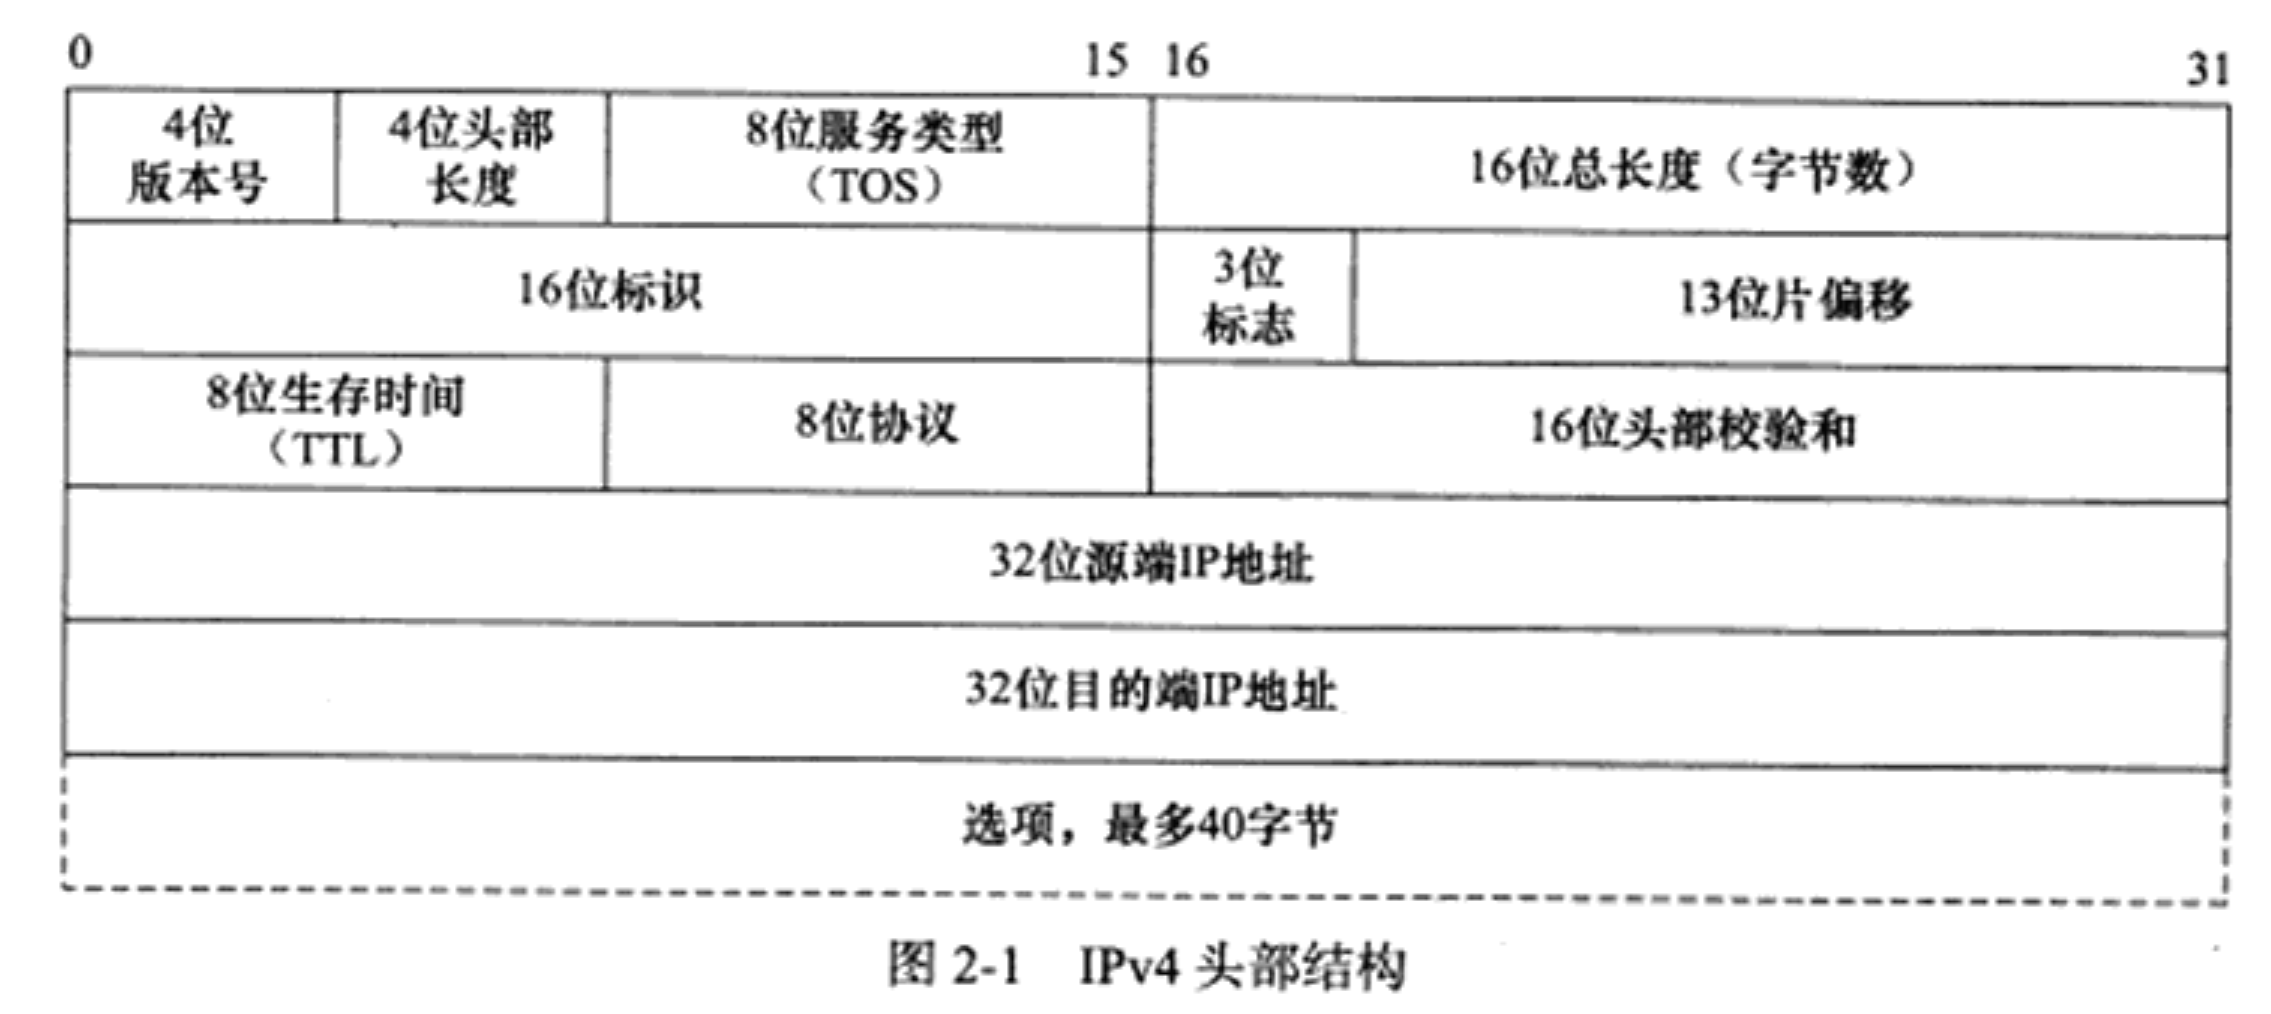 0 15 16 31
4位
版本号
4位头部
长度
8位服务类型
（TOS）
16位总长度（字节数）
16位标识
3位
标志
13位片偏移
8位生存时间
（TTL）
8位协议
16位头部校验和
32位源端IP地址
32位目的端IP地址
选项，最多40字节
图 2-1 IPv4 头部结构